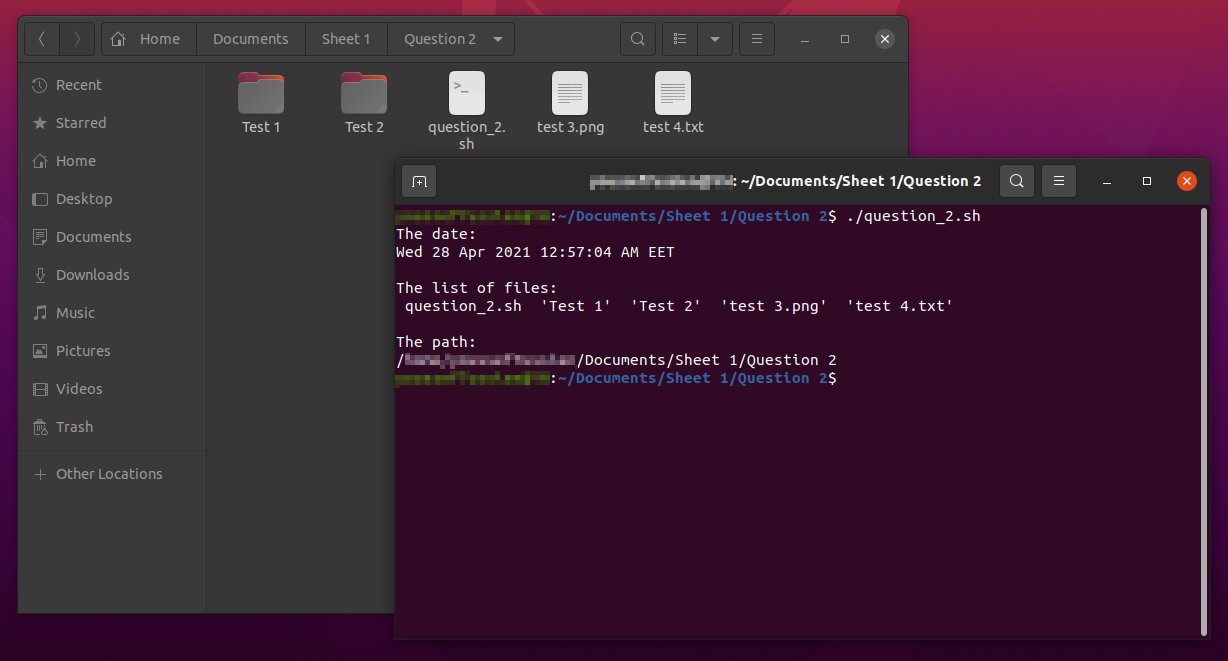 Home Documents Sheet 1 Question 2
Recent
Starred
Home
Desktop
Documents
Downloads
Music
Pictures
Videos
Trash
Other Locations
Test 1
Test 2
question_2.
sh
test 3.png
test 4.txt
: ~/Documents/Sheet 1/Question 2
:~/Documents/Sheet 1/Question 2$ ./question_2.sh
The date:
Wed 28 Apr 2021 12:57:04 AM EET
The list of files:
question_2.sh 'Test 1' 'Test 2' 'test 3.png' 'test 4.txt'
The path:
/ /Documents/Sheet 1/Question 2
:~/Documents/Sheet 1/Question 2$